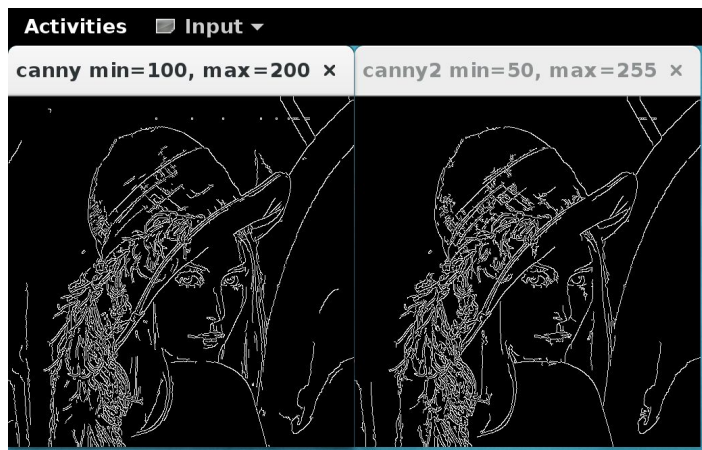 Activities Input
canny min=100, max=200 ×
canny2 min=50, max=255 ×